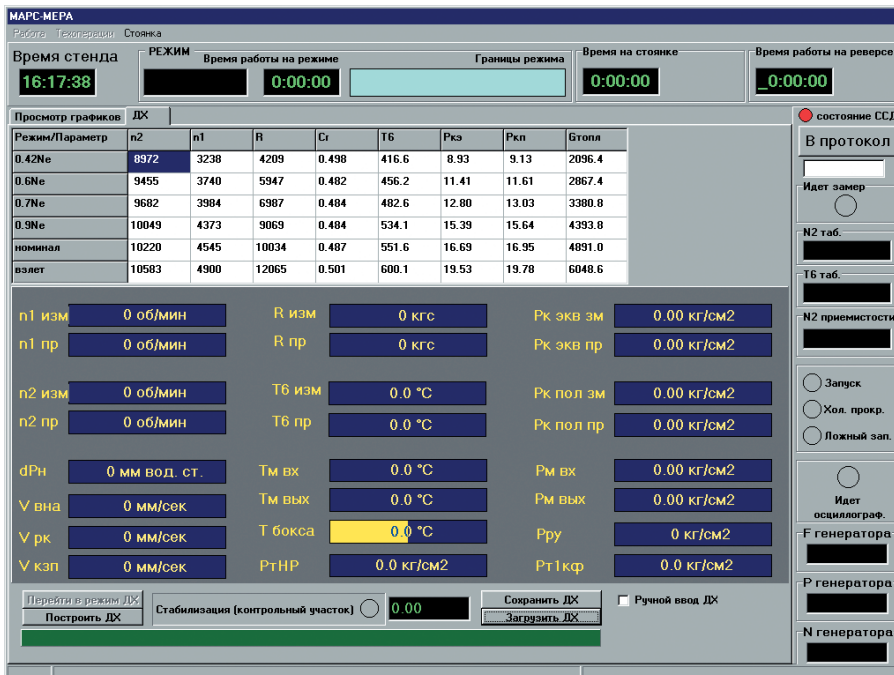 МАРС-МЕРА
Работа Техоперации Стоянка
Время стенда РЕЖИМ Время работы на режиме Границы режима Время на стоянке Время работы на реверсе
16:17:38 0:00:00 0:00:00 _0:00:00
Просмотр графиков ДХ состояние ССД
Режим/Параметр n2 n1 R Cr T6 Ркэ Ркп Gтопл
0.42Ne 8972 3238 4209 0.498 416.6 8.93 9.13 2096.4
0.6Ne 9455 3740 5947 0.482 456.2 11.41 11.61 2867.4
0.7Ne 9682 3984 6987 0.484 482.6 12.80 13.03 3380.8
0.9Ne 10049 4373 9069 0.484 534.1 15.39 15.64 4393.8
номинал 10220 4545 10034 0.487 551.6 16.69 16.95 4891.0
взлет 10583 4900 12065 0.501 600.1 19.53 19.78 6048.6
В протокол
Идет замер
N2 таб.
T6 таб.
N2 приемистости
n1 изм 0 об/мин R изм 0 кгс Рк экв зм 0.00 кг/см2
n1 пр 0 об/мин R пр 0 кгс Рк экв пр 0.00 кг/см2
n2 изм 0 об/мин T6 изм 0.0 °C Рк пол зм 0.00 кг/см2
n2 пр 0 об/мин T6 пр 0.0 °C Рк пол пр 0.00 кг/см2
dPн 0 мм вод. ст. Tм вх 0.0 °C Рм вх 0.00 кг/см2
V вна 0 мм/сек Tм вых 0.0 °C Рм вых 0.00 кг/см2
V рк 0 мм/сек T бокса 0.0 °C Рру 0 кг/см2
V кзп 0 мм/сек РтНР 0.0 кг/см2 Рт1кф 0.0 кг/см2
Запуск
Хол. прокр.
Ложный зап.
Идет
осциллограф.
F генератора
P генератора
N генератора
Перейти в режим ДХ Стабилизация (контрольный участок) 0.00 Сохранить ДХ Ручной ввод ДХ
Построить ДХ Загрузить ДХ